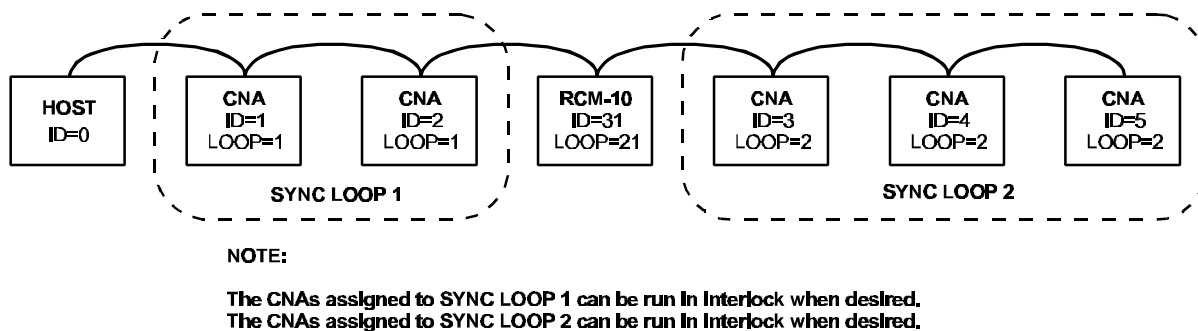 HOST
ID=0
CNA
ID=1
LOOP=1
CNA
ID=2
LOOP=1
RCM-10
ID=31
LOOP=21
CNA
ID=3
LOOP=2
CNA
ID=4
LOOP=2
CNA
ID=5
LOOP=2
SYNC LOOP 1
SYNC LOOP 2
NOTE:
The CNAs assigned to SYNC LOOP 1 can be run in Interlock when desired.
The CNAs assigned to SYNC LOOP 2 can be run in Interlock when desired.